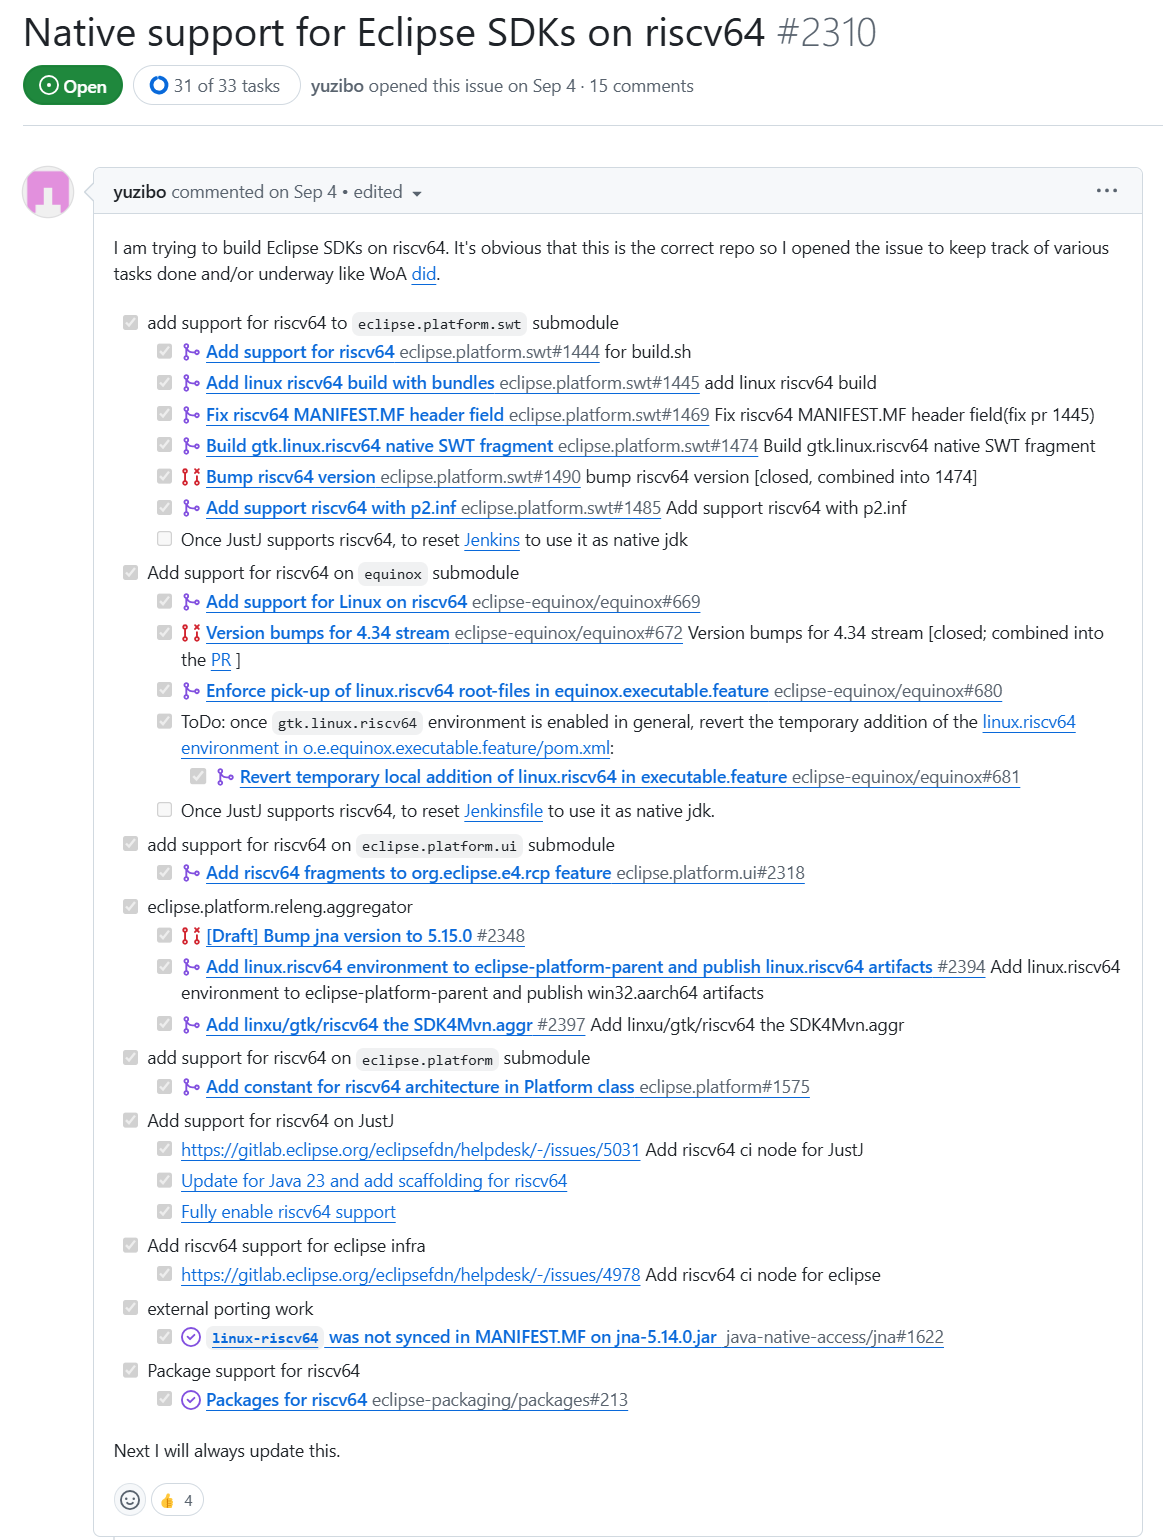 Native support for Eclipse SDKs on riscv64 #2310
Open 31 of 33 tasks yuzibo opened this issue on Sep 4 · 15 comments
yuzibo commented on Sep 4 • edited
I am trying to build Eclipse SDKs on riscv64. It's obvious that this is the correct repo so I opened the issue to keep track of various
tasks done and/or underway like WoA did.
add support for riscv64 to eclipse.platform.swt submodule
Add support for riscv64 eclipse.platform.swt#1444 for build.sh
Add linux riscv64 build with bundles eclipse.platform.swt#1445 add linux riscv64 build
Fix riscv64 MANIFEST.MF header field eclipse.platform.swt#1469 Fix riscv64 MANIFEST.MF header field(fix pr 1445)
Build gtk.linux.riscv64 native SWT fragment eclipse.platform.swt#1474 Build gtk.linux.riscv64 native SWT fragment
Bump riscv64 version eclipse.platform.swt#1490 bump riscv64 version [closed, combined into 1474]
Add support riscv64 with p2.inf eclipse.platform.swt#1485 Add support riscv64 with p2.inf
Once JustJ supports riscv64, to reset Jenkins to use it as native jdk
Add support for riscv64 on equinox submodule
Add support for Linux on riscv64 eclipse-equinox/equinox#669
Version bumps for 4.34 stream eclipse-equinox/equinox#672 Version bumps for 4.34 stream [closed; combined into
the PR ]
Enforce pick-up of linux.riscv64 root-files in equinox.executable.feature eclipse-equinox/equinox#680
ToDo: once gtk.linux.riscv64 environment is enabled in general, revert the temporary addition of the linux.riscv64
environment in o.e.equinox.executable.feature/pom.xml:
Revert temporary local addition of linux.riscv64 in executable.feature eclipse-equinox/equinox#681
Once JustJ supports riscv64, to reset Jenkinsfile to use it as native jdk.
add support for riscv64 on eclipse.platform.ui submodule
Add riscv64 fragments to org.eclipse.e4.rcp feature eclipse.platform.ui#2318
eclipse.platform.releng.aggregator
[Draft] Bump jna version to 5.15.0 #2348
Add linux.riscv64 environment to eclipse-platform-parent and publish linux.riscv64 artifacts #2394 Add linux.riscv64
environment to eclipse-platform-parent and publish win32.aarch64 artifacts
Add linxu/gtk/riscv64 the SDK4Mvn.aggr #2397 Add linxu/gtk/riscv64 the SDK4Mvn.aggr
add support for riscv64 on eclipse.platform submodule
Add constant for riscv64 architecture in Platform class eclipse.platform#1575
Add support for riscv64 on JustJ
https://gitlab.eclipse.org/eclipsefdn/helpdesk/-/issues/5031 Add riscv64 ci node for JustJ
Update for Java 23 and add scaffolding for riscv64
Fully enable riscv64 support
Add riscv64 support for eclipse infra
https://gitlab.eclipse.org/eclipsefdn/helpdesk/-/issues/4978 Add riscv64 ci node for eclipse
external porting work
linux-riscv64 was not synced in MANIFEST.MF on jna-5.14.0.jar java-native-access/jna#1622
Package support for riscv64
Packages for riscv64 eclipse-packaging/packages#213
Next I will always update this.
👍 4